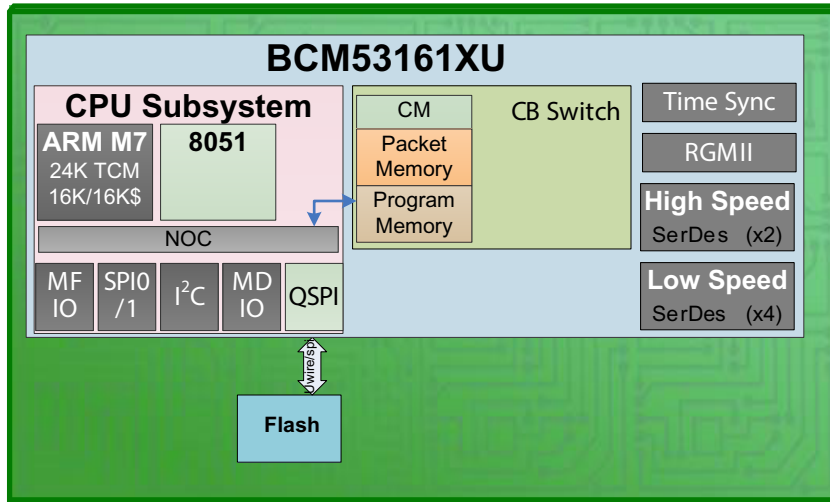 BCM53161XU
CPU Subsystem
ARM M7
24K TCM
16K/16K$
8051
NOC
MF
IO
SPI0
/1
I²C
MD
IO
QSPI
CM
Packet
Memory
Program
Memory
CB Switch
Time Sync
RGMII
High Speed
SerDes (x2)
Low Speed
SerDes (x4)
Uwire/spi
Flash